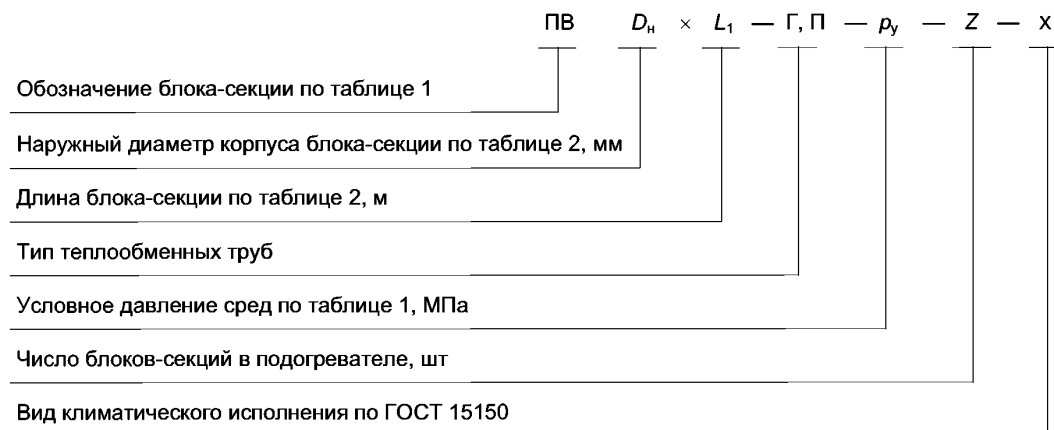 ПВ Dн × L1 — Г, П — pу — Z — х
Обозначение блока-секции по таблице 1
Наружный диаметр корпуса блока-секции по таблице 2, мм
Длина блока-секции по таблице 2, м
Тип теплообменных труб
Условное давление сред по таблице 1, МПа
Число блоков-секций в подогревателе, шт
Вид климатического исполнения по ГОСТ 15150